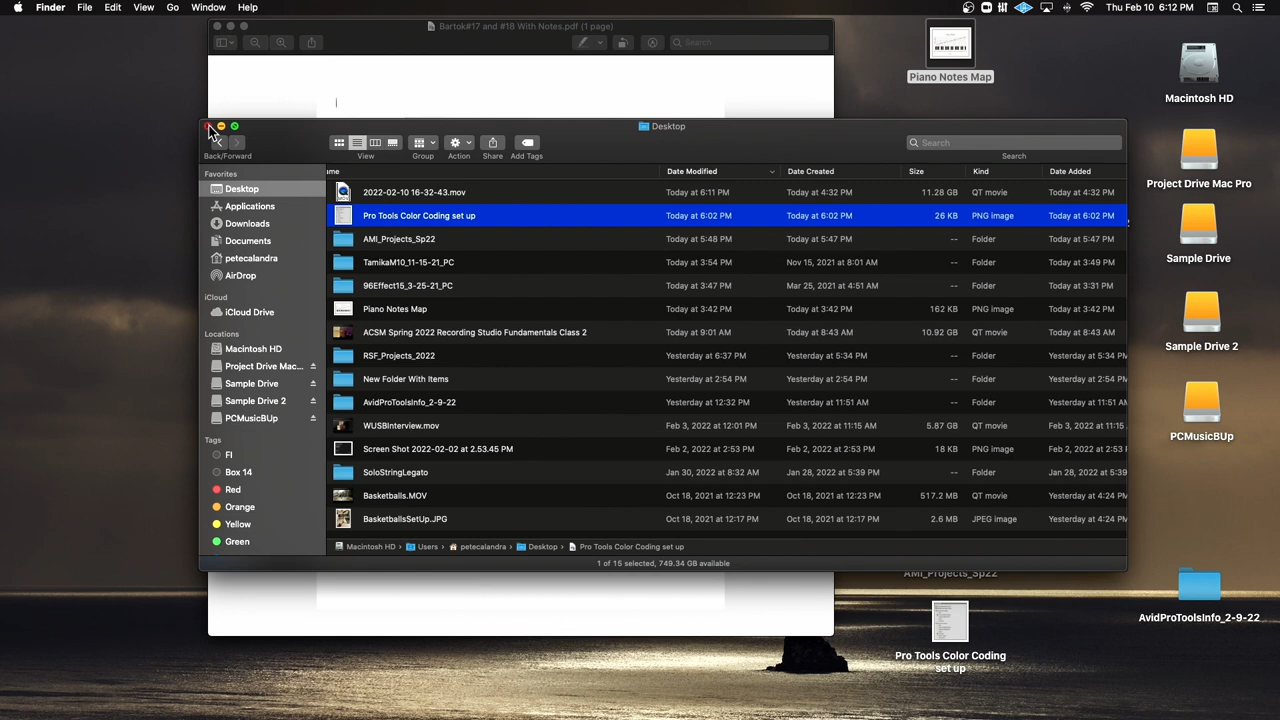 Finder File Edit View Go Window Help Thu Feb 10 6:12 PM
Bartok#17 and #18 With Notes.pdf (1 page)
Search
Piano Notes Map
Macintosh HD
Desktop
Search
Back/Forward View Group Action Share Add Tags Search
Favorites
Desktop
Applications
Downloads
Documents
petecalandra
AirDrop
iCloud
iCloud Drive
Locations
Macintosh HD
Project Drive Mac...
Sample Drive
Sample Drive 2
PCMusicBUp
Tags
FI
Box 14
Red
Orange
Yellow
Green
ume Date Modified Date Created Size Kind Date Added
2022-02-10 16-32-43.mov Today at 6:11 PM Today at 4:32 PM 11.28 GB QT movie Today at 4:32 PM
Pro Tools Color Coding set up Today at 6:02 PM Today at 6:02 PM 26 KB PNG image Today at 6:02 PM
AMI_Projects_Sp22 Today at 5:48 PM Today at 5:47 PM -- Folder Today at 5:47 PM
TamikaM10_11-15-21_PC Today at 3:54 PM Nov 15, 2021 at 8:01 AM -- Folder Today at 3:49 PM
96Effect15_3-25-21_PC Today at 3:42 PM Mar 25, 2021 at 4:51 AM -- Folder Today at 3:31 PM
Piano Notes Map Today at 3:42 PM Today at 3:42 PM 162 KB PNG image Today at 3:42 PM
ACSM Spring 2022 Recording Studio Fundamentals Class 2 Today at 9:01 AM Today at 8:43 AM 10.92 GB QT movie Today at 8:43 AM
RSF_Projects_2022 Yesterday at 6:37 PM Yesterday at 5:34 PM -- Folder Yesterday at 5:34 PM
New Folder With Items Yesterday at 2:54 PM Yesterday at 2:54 PM -- Folder Yesterday at 2:54 PM
AvidProToolsInfo_2-9-22 Yesterday at 12:32 PM Yesterday at 11:51 AM -- Folder Yesterday at 11:51 AM
WUSBInterview.mov Feb 3, 2022 at 12:01 PM Feb 3, 2022 at 11:15 AM 5.87 GB QT movie Feb 3, 2022 at 11:15
Screen Shot 2022-02-02 at 2.53.45 PM Feb 2, 2022 at 2:53 PM Feb 2, 2022 at 2:53 PM 18 KB PNG image Feb 2, 2022 at 2:53
SoloStringLegato Jan 30, 2022 at 8:32 AM Jan 28, 2022 at 5:39 PM -- Folder Jan 28, 2022 at 5:39
Basketballs.MOV Oct 18, 2021 at 12:23 PM Oct 18, 2021 at 12:23 PM 517.2 MB QT movie Yesterday at 4:24 PM
BasketballsSetUp.JPG Oct 18, 2021 at 12:17 PM Oct 18, 2021 at 12:17 PM 2.6 MB JPEG image Yesterday at 4:24 PM
Macintosh HD › Users › petecalandra › Desktop › Pro Tools Color Coding set up
1 of 15 selected, 749.34 GB available
Project Drive Mac Pro
Sample Drive
Sample Drive 2
PCMusicBUp
AMI_Projects_Sp22
AvidProToolsInfo_2-9-22
Pro Tools Color Coding
set up